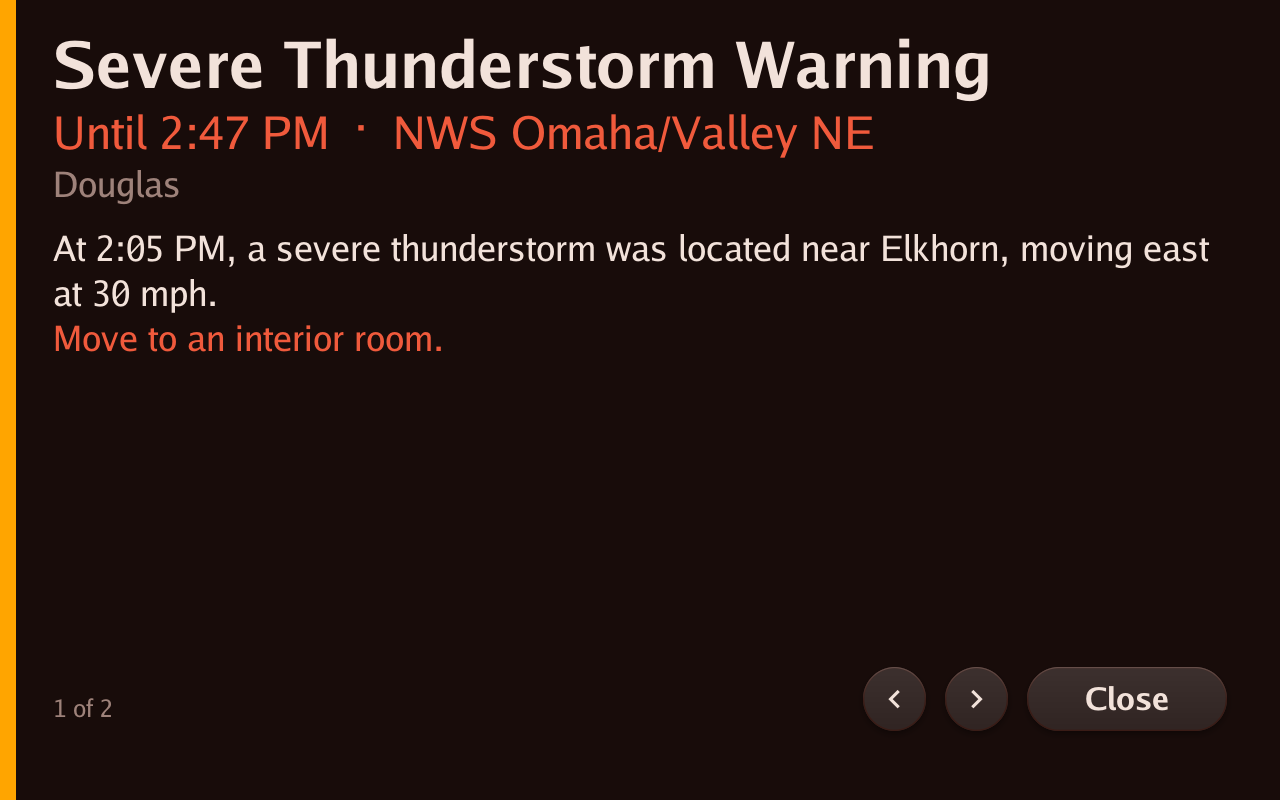 Severe Thunderstorm Warning
Until 2:47 PM · NWS Omaha/Valley NE
Douglas
At 2:05 PM, a severe thunderstorm was located near Elkhorn, moving east
at 30 mph.
Move to an interior room.
1 of 2
Close